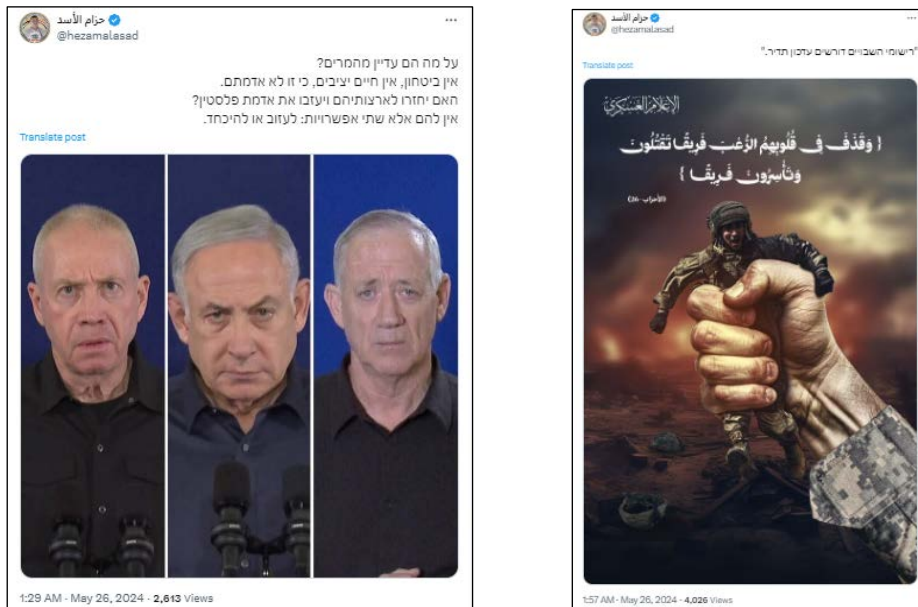 حزام الأسد
@hezamalasad
על מה הם עדיין מהמרים?
אין ביטחון, אין חיים יציבים, כי זו לא אדמתם.
האם יחזרו לארצותיהם ויעזבו את אדמת פלסטין?
אין להם אלא שתי אפשרויות: לעזוב או להיכחד.
Translate post
1:29 AM · May 26, 2024 · 2,613 Views
حزام الأسد
@hezamalasad
"רישומי השבויים דורשים עדכון תדיר."
Translate post
الإعلام العسكري
{ وَقَذَفَ فِي قُلُوبِهِمُ الرُّعْبَ فَرِيقًا تَقْتُلُونَ
وَتَأْسِرُونَ فَرِيقًا }
(الأحزاب-26)
1:57 AM · May 26, 2024 · 4,026 Views